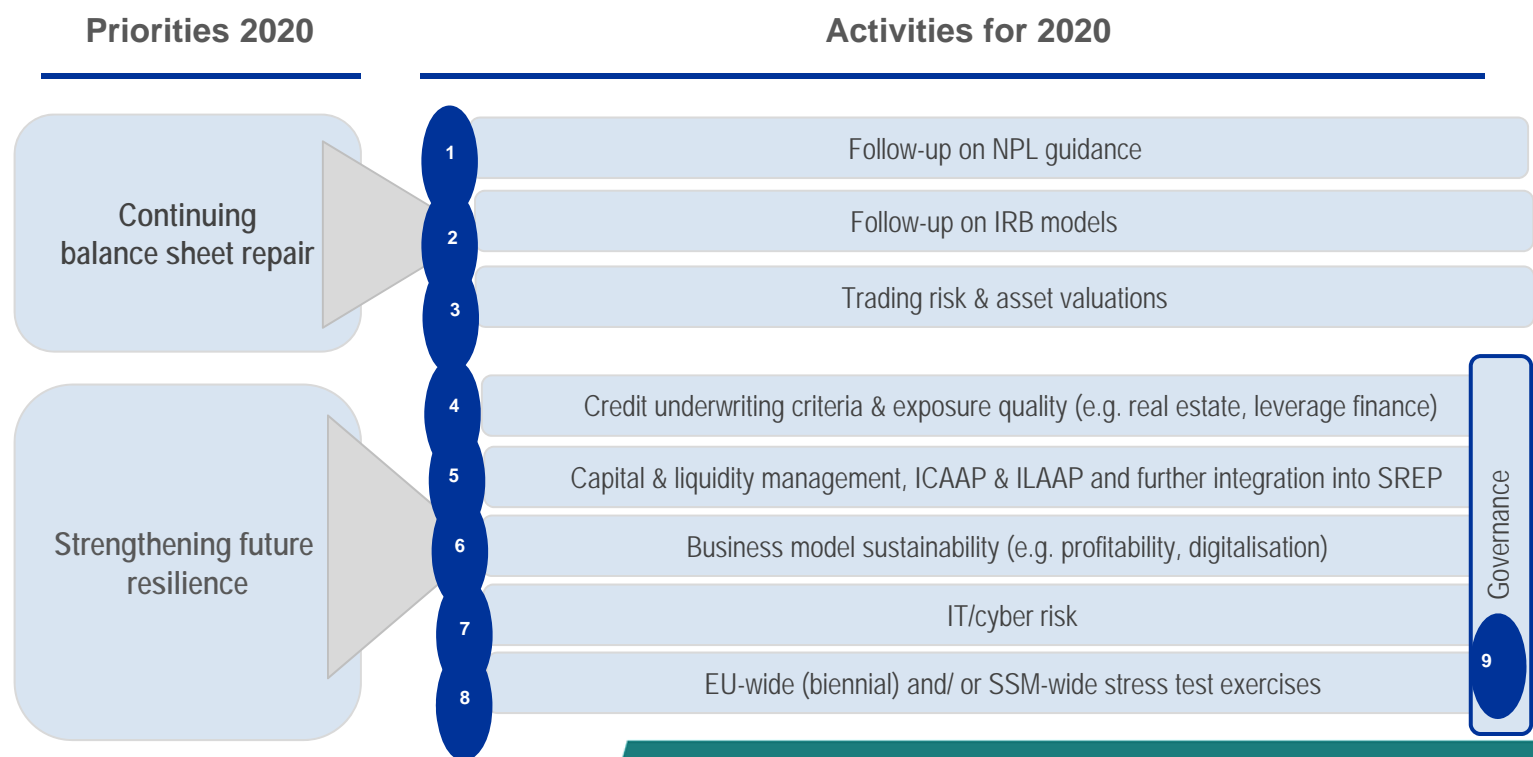 Priorities 2020
Activities for 2020
Continuing
balance sheet repair
1
Follow-up on NPL guidance
2
Follow-up on IRB models
3
Trading risk & asset valuations
Strengthening future
resilience
4
Credit underwriting criteria & exposure quality (e.g. real estate, leverage finance)
5
Capital & liquidity management, ICAAP & ILAAP and further integration into SREP
6
Business model sustainability (e.g. profitability, digitalisation)
7
IT/cyber risk
8
EU-wide (biennial) and/ or SSM-wide stress test exercises
Governance
9